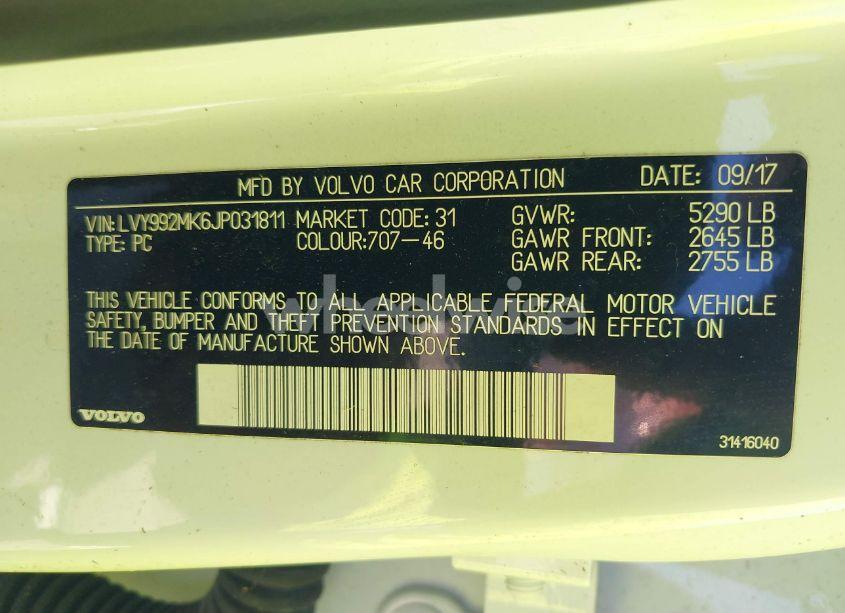 MFD BY VOLVO CAR CORPORATION DATE: 09/17
VIN: LVY992MK6JP031811 MARKET CODE: 31 GVWR: 5290 LB
TYPE: PC COLOUR: 707-46 GAWR FRONT: 2645 LB
GAWR REAR: 2755 LB
THIS VEHICLE CONFORMS TO ALL APPLICABLE FEDERAL MOTOR VEHICLE
SAFETY, BUMPER AND THEFT PREVENTION STANDARDS IN EFFECT ON
THE DATE OF MANUFACTURE SHOWN ABOVE.
VOLVO
31416040